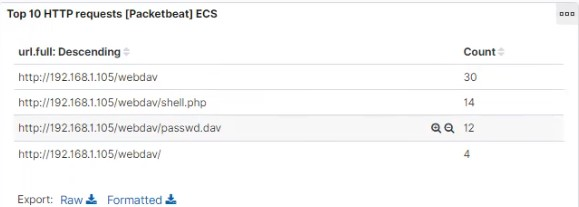 Top 10 HTTP requests [Packetbeat] ECS
url.full: Descending Count
http://192.168.1.105/webdav 30
http://192.168.1.105/webdav/shell.php 14
http://192.168.1.105/webdav/passwd.dav 12
http://192.168.1.105/webdav/ 4
Export: Raw Formatted